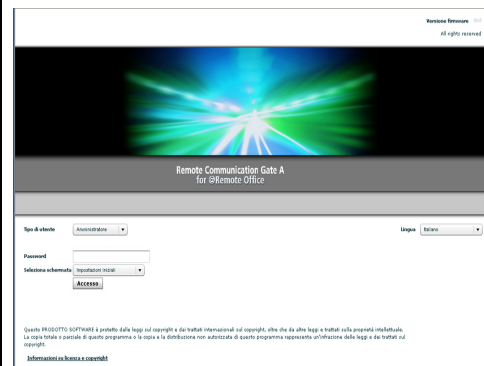 Versione firmware
All rights reserved
Remote Communication Gate A
for @Remote Office
Tipo di utente Amministratore Lingua Italiano
Password
Seleziona schermata Impostazioni iniziali
Accesso
Questo PRODOTTO SOFTWARE è protetto dalle leggi sul copyright e dai trattati internazionali sul copyright, oltre che da altre leggi e trattati sulla proprietà intellettuale.
La copia totale o parziale di questo programma o la copia e la distribuzione non autorizzata di questo programma rappresenta un'infrazione delle leggi e dei trattati sul
copyright.
Informazioni su licenza e copyright